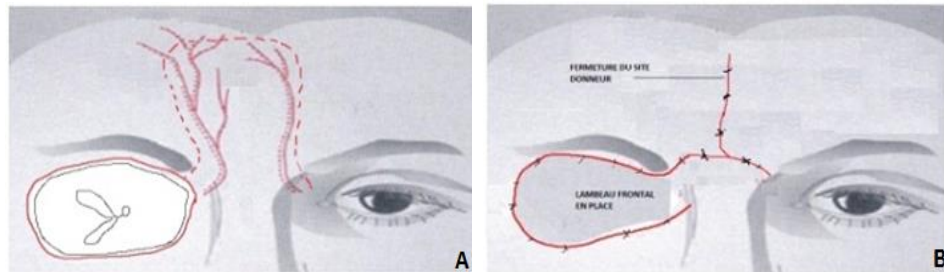 FERMETURE DU SITE
DONNEUR
LAMBEAU FRONTAL
EN PLACE
A
B